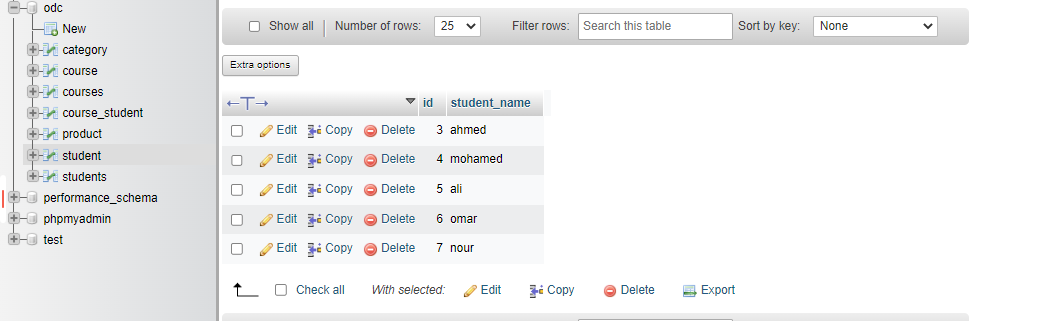 odc
New
category
course
courses
course_student
product
student
students
performance_schema
phpmyadmin
test
Show all Number of rows: 25 Filter rows: Search this table Sort by key: None
Extra options
←T→ id student_name
Edit Copy Delete 3 ahmed
Edit Copy Delete 4 mohamed
Edit Copy Delete 5 ali
Edit Copy Delete 6 omar
Edit Copy Delete 7 nour
Check all With selected: Edit Copy Delete Export